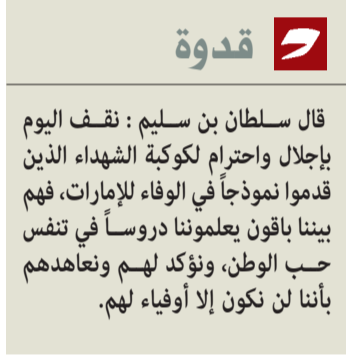 قدوة
قال سلطان بن سليم : نقف اليوم
بإجلال واحترام لكوكبة الشهداء الذين
قدموا نموذجاً في الوفاء للإمارات، فهم
بيننا باقون يعلموننا دروساً في تنفس
حب الوطن، ونؤكد لهم ونعاهدهم
بأننا لن نكون إلا أوفياء لهم.